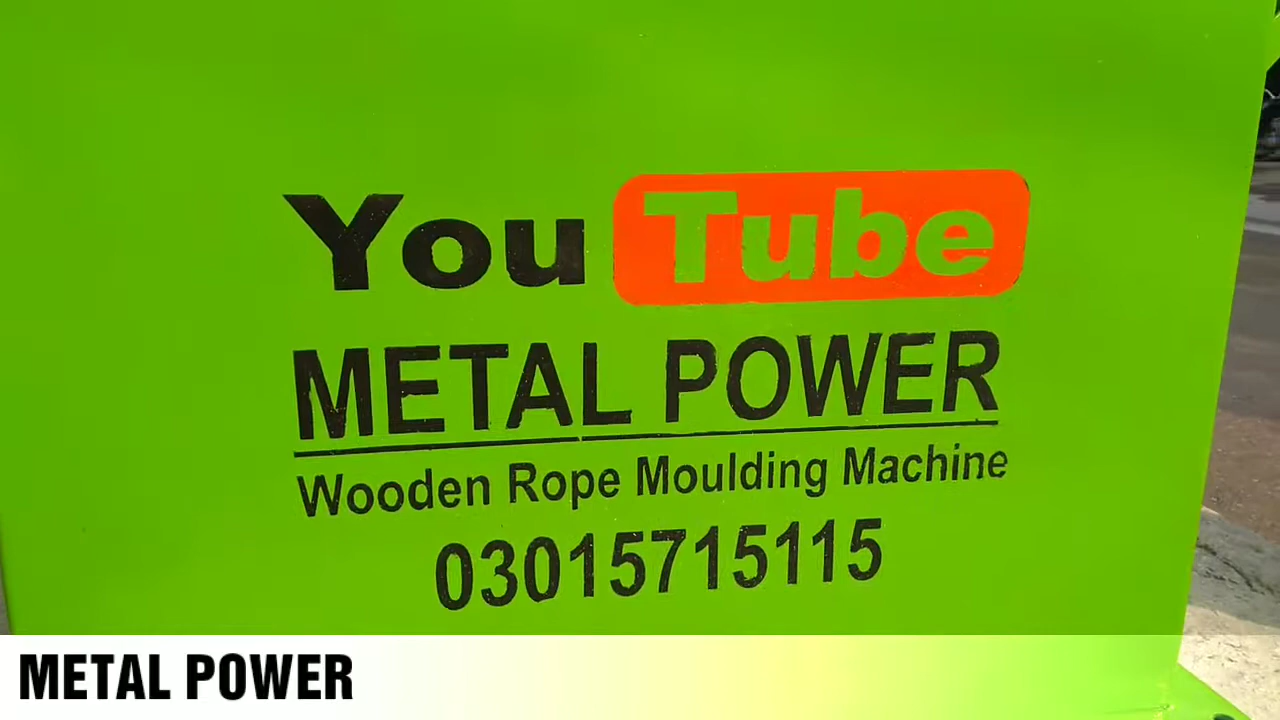 YouTube
METAL POWER
Wooden Rope Moulding Machine
03015715115
METAL POWER